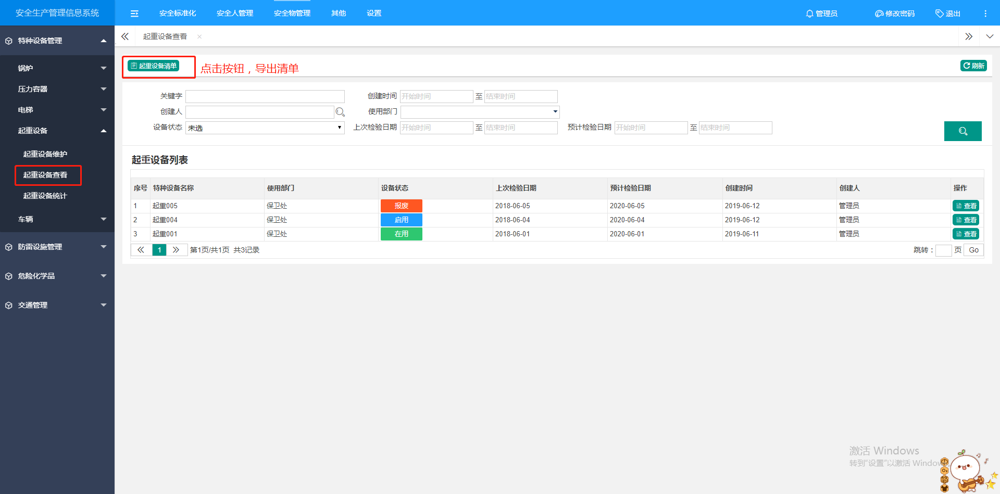 安全生产管理信息系统 安全标准化 安全人管理 安全物管理 其他 设置 管理员 修改密码 退出
特种设备管理
锅炉
压力容器
电梯
起重设备
起重设备维护
起重设备查看
起重设备统计
车辆
防雷设施管理
危险化学品
交通管理
起重设备查看
起重设备清单 点击按钮，导出清单 刷新
关键字 创建时间 开始时间 至 结束时间
创建人 使用部门
设备状态 未选 上次检验日期 开始时间 至 结束时间 预计检验日期 开始时间 至 结束时间
起重设备列表
序号 特种设备名称 使用部门 设备状态 上次检验日期 预计检验日期 创建时间 创建人 操作
1 起重005 保卫处 报废 2018-06-05 2020-06-05 2019-06-12 管理员 查看
2 起重004 保卫处 启用 2018-06-04 2020-06-04 2019-06-12 管理员 查看
3 起重001 保卫处 在用 2018-06-01 2020-06-01 2019-06-11 管理员 查看
1 第1页/共1页 共3记录 跳转： 页 Go
激活 Windows
转到“设置”以激活 Window
中
简